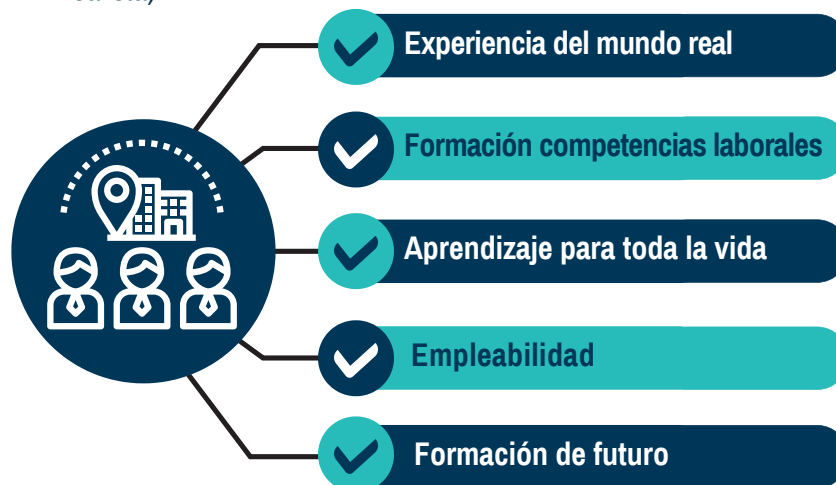 Experiencia del mundo real
Formación competencias laborales
Aprendizaje para toda la vida
Empleabilidad
Formación de futuro